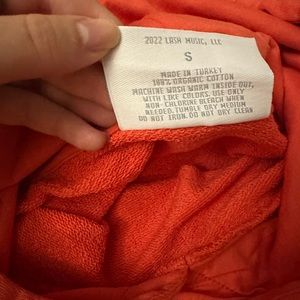 2022 LASH MUSIC, LLC
S
MADE IN TURKEY
100% ORGANIC COTTON
MACHINE WASH WARM INSIDE OUT,
WITH LIKE COLORS. USE ONLY
NON-CHLORINE BLEACH WHEN
NEEDED. TUMBLE DRY MEDIUM
DO NOT IRON. DO NOT DRY CLEAN